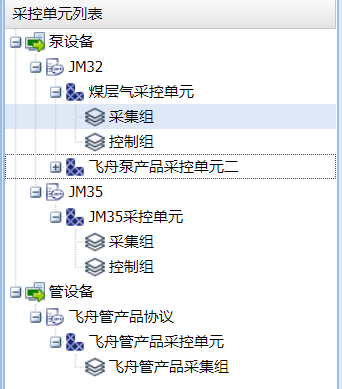 采控单元列表
泵设备
JM32
煤层气采控单元
采集组
控制组
飞舟泵产品采控单元二
JM35
JM35采控单元
采集组
控制组
管设备
飞舟管产品协议
飞舟管产品采控单元
飞舟管产品采集组